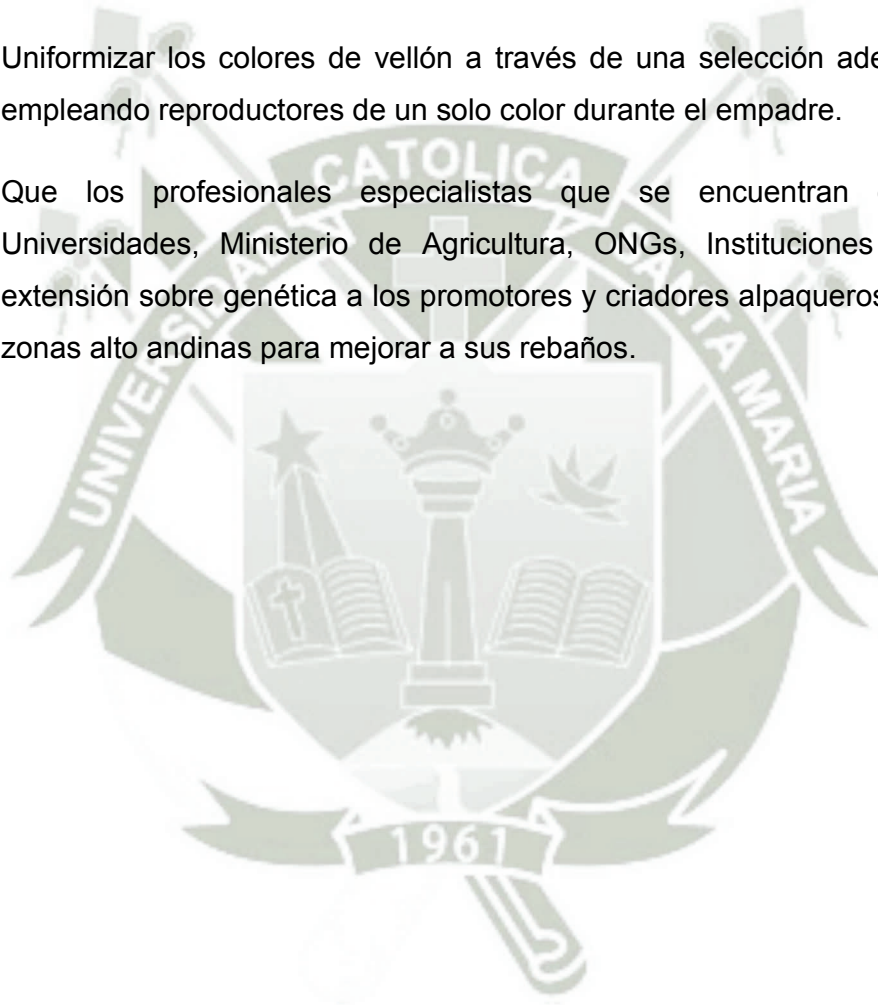 Uniformizar los colores de vellón a través de una selección
empleando reproductores de un solo color durante el empadre.
Que los profesionales especialistas que se encuentran
Universidades, Ministerio de Agricultura, ONGs, Instituciones
extensión sobre genética a los promotores y criadores alpaqueros
zonas alto andinas para mejorar a sus rebaños.
UNIVERSIDAD CATOLICA SANTA MARIA
1961